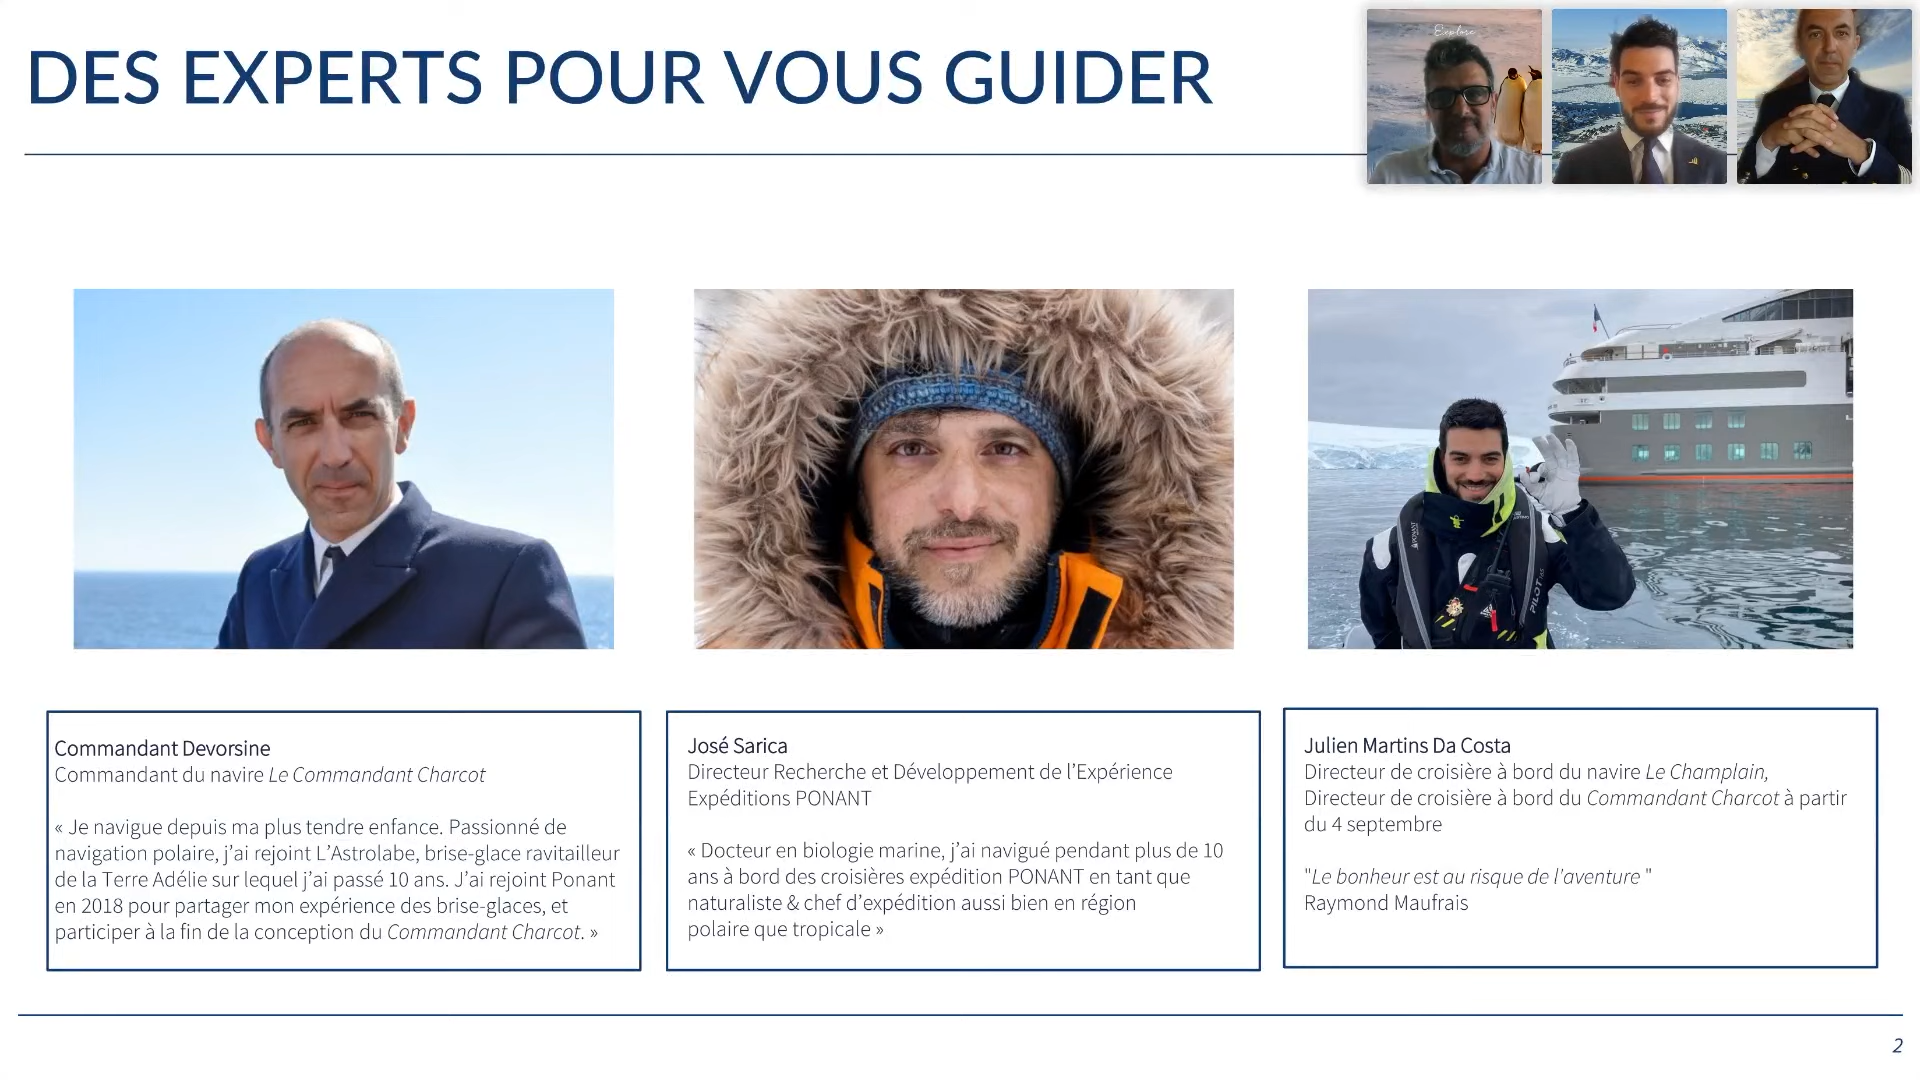 DES EXPERTS POUR VOUS GUIDER
Explore
Commandant Devorsine
Commandant du navire Le Commandant Charcot
« Je navigue depuis ma plus tendre enfance. Passionné de
navigation polaire, j’ai rejoint L’Astrolabe, brise-glace ravitailleur
de la Terre Adélie sur lequel j’ai passé 10 ans. J’ai rejoint Ponant
en 2018 pour partager mon expérience des brise-glaces, et
participer à la fin de la conception du Commandant Charcot. »
José Sarica
Directeur Recherche et Développement de l’Expérience
Expéditions PONANT
« Docteur en biologie marine, j’ai navigué pendant plus de 10
ans à bord des croisières expédition PONANT en tant que
naturaliste & chef d’expédition aussi bien en région
polaire que tropicale »
PONANT
PILOT 165
Julien Martins Da Costa
Directeur de croisière à bord du navire Le Champlain,
Directeur de croisière à bord du Commandant Charcot à partir
du 4 septembre
"Le bonheur est au risque de l'aventure "
Raymond Maufrais
2